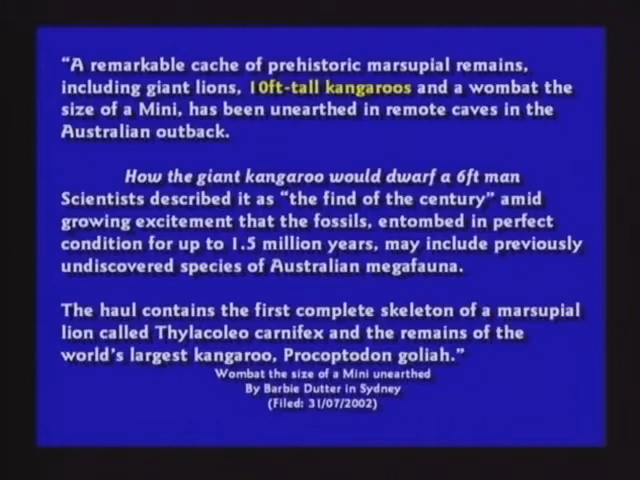 “A remarkable cache of prehistoric marsupial remains,
including giant lions, 10ft-tall kangaroos and a wombat the
size of a Mini, has been unearthed in remote caves in the
Australian outback.
How the giant kangaroo would dwarf a 6ft man
Scientists described it as “the find of the century” amid
growing excitement that the fossils, entombed in perfect
condition for up to 1.5 million years, may include previously
undiscovered species of Australian megafauna.
The haul contains the first complete skeleton of a marsupial
lion called Thylacoleo carnifex and the remains of the
world’s largest kangaroo, Procoptodon goliah.”
Wombat the size of a Mini unearthed
By Barbie Dutter in Sydney
(Filed: 31/07/2002)